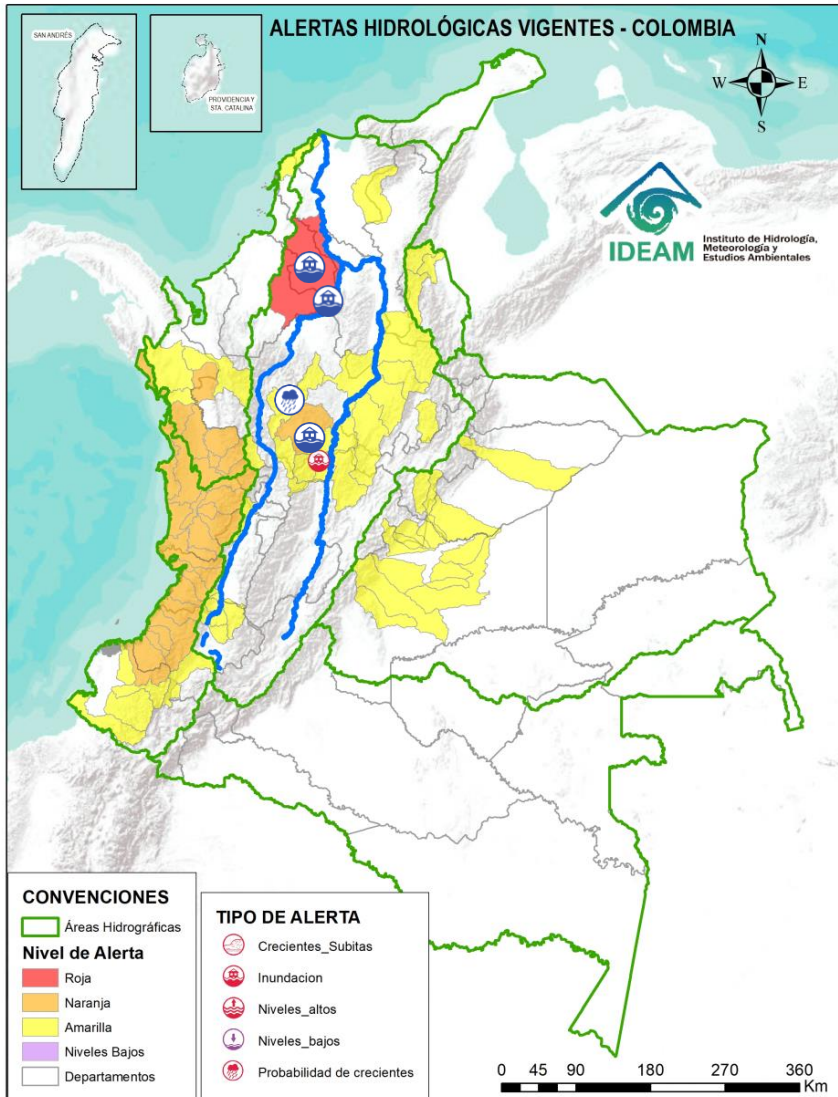 ALERTAS HIDROLÓGICAS VIGENTES - COLOMBIA
SAN ANDRÉS
PROVIDENCIA Y
STA. CATALINA
N
W
E
S
IDEAM
Instituto de Hidrología,
Meteorología y
Estudios Ambientales
CONVENCIONES
Áreas Hidrográficas
Nivel de Alerta
Roja
Naranja
Amarilla
Niveles Bajos
Departamentos
TIPO DE ALERTA
Crecientes_Subitas
Inundacion
Niveles_altos
Niveles_bajos
Probabilidad de crecientes
0 45 90 180 270 360
Km